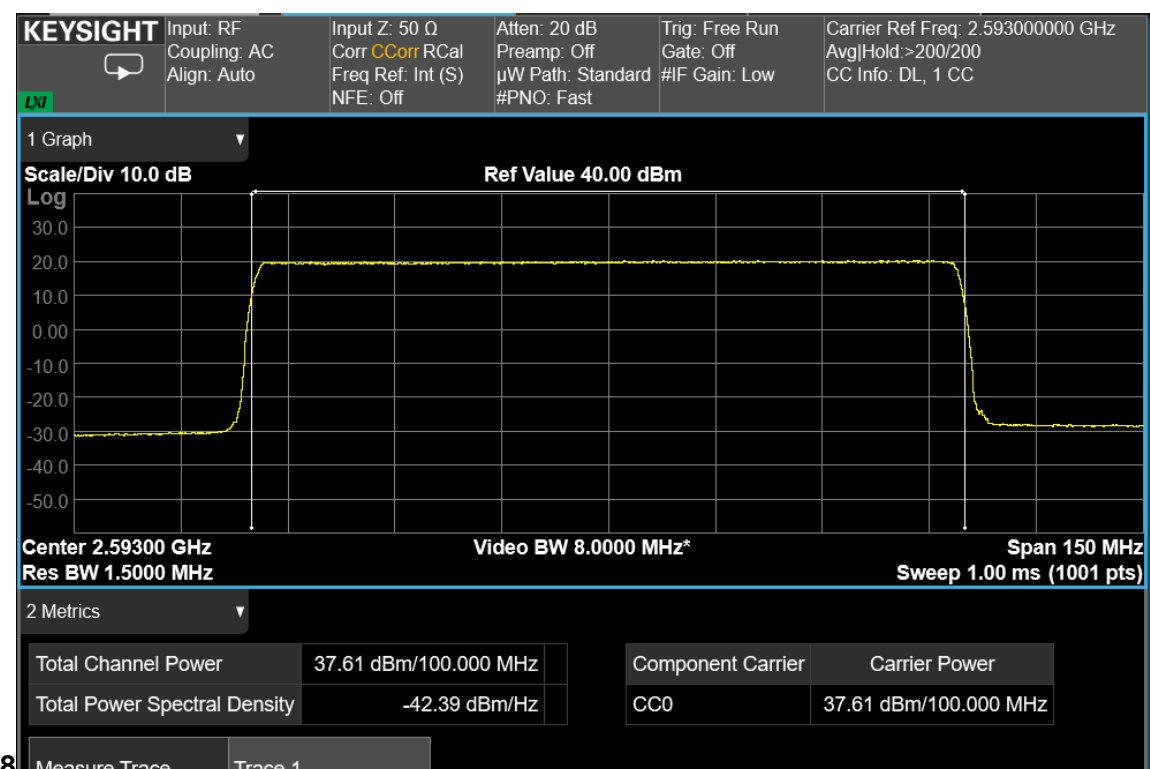 KEYSIGHT
LXI
Input: RF
Coupling: AC
Align: Auto
Input Z: 50 Ω
Corr CCorr RCal
Freq Ref: Int (S)
NFE: Off
Atten: 20 dB
Preamp: Off
µW Path: Standard
#PNO: Fast
Trig: Free Run
Gate: Off
#IF Gain: Low
Carrier Ref Freq: 2.593000000 GHz
Avg|Hold:>200/200
CC Info: DL, 1 CC
1 Graph
Scale/Div 10.0 dB
Ref Value 40.00 dBm
Log
30.0
20.0
10.0
0.00
-10.0
-20.0
-30.0
-40.0
-50.0
Center 2.59300 GHz
Video BW 8.0000 MHz*
Span 150 MHz
Res BW 1.5000 MHz
Sweep 1.00 ms (1001 pts)
2 Metrics
Total Channel Power 37.61 dBm/100.000 MHz
Total Power Spectral Density -42.39 dBm/Hz
Component Carrier Carrier Power
CC0 37.61 dBm/100.000 MHz
8
Measure Trace Trace 1